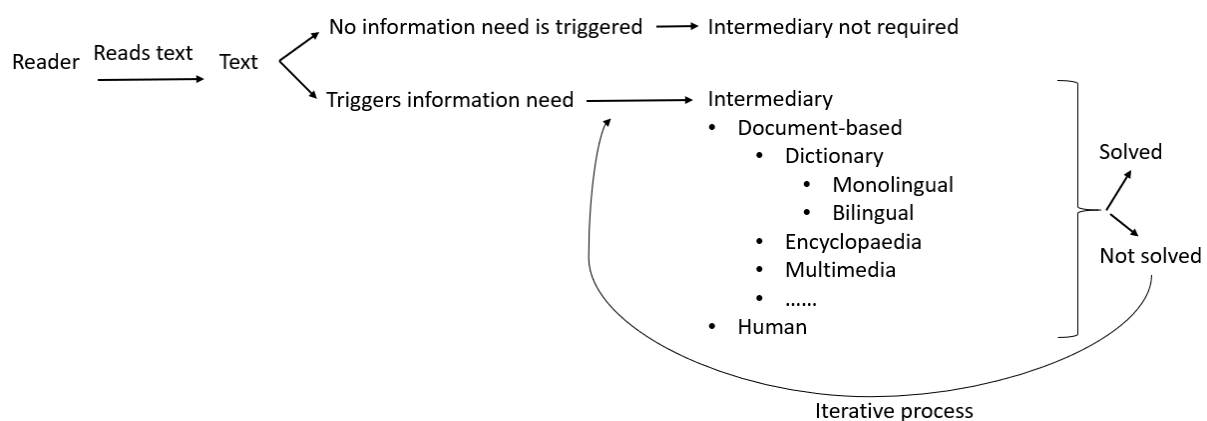 No information need is triggered
Intermediary not required
Reader
Reads text
Text
Triggers information need
Intermediary
• Document-based
• Dictionary
• Monolingual
• Bilingual
• Encyclopaedia
• Multimedia
• ......
• Human
Solved
Not solved
Iterative process